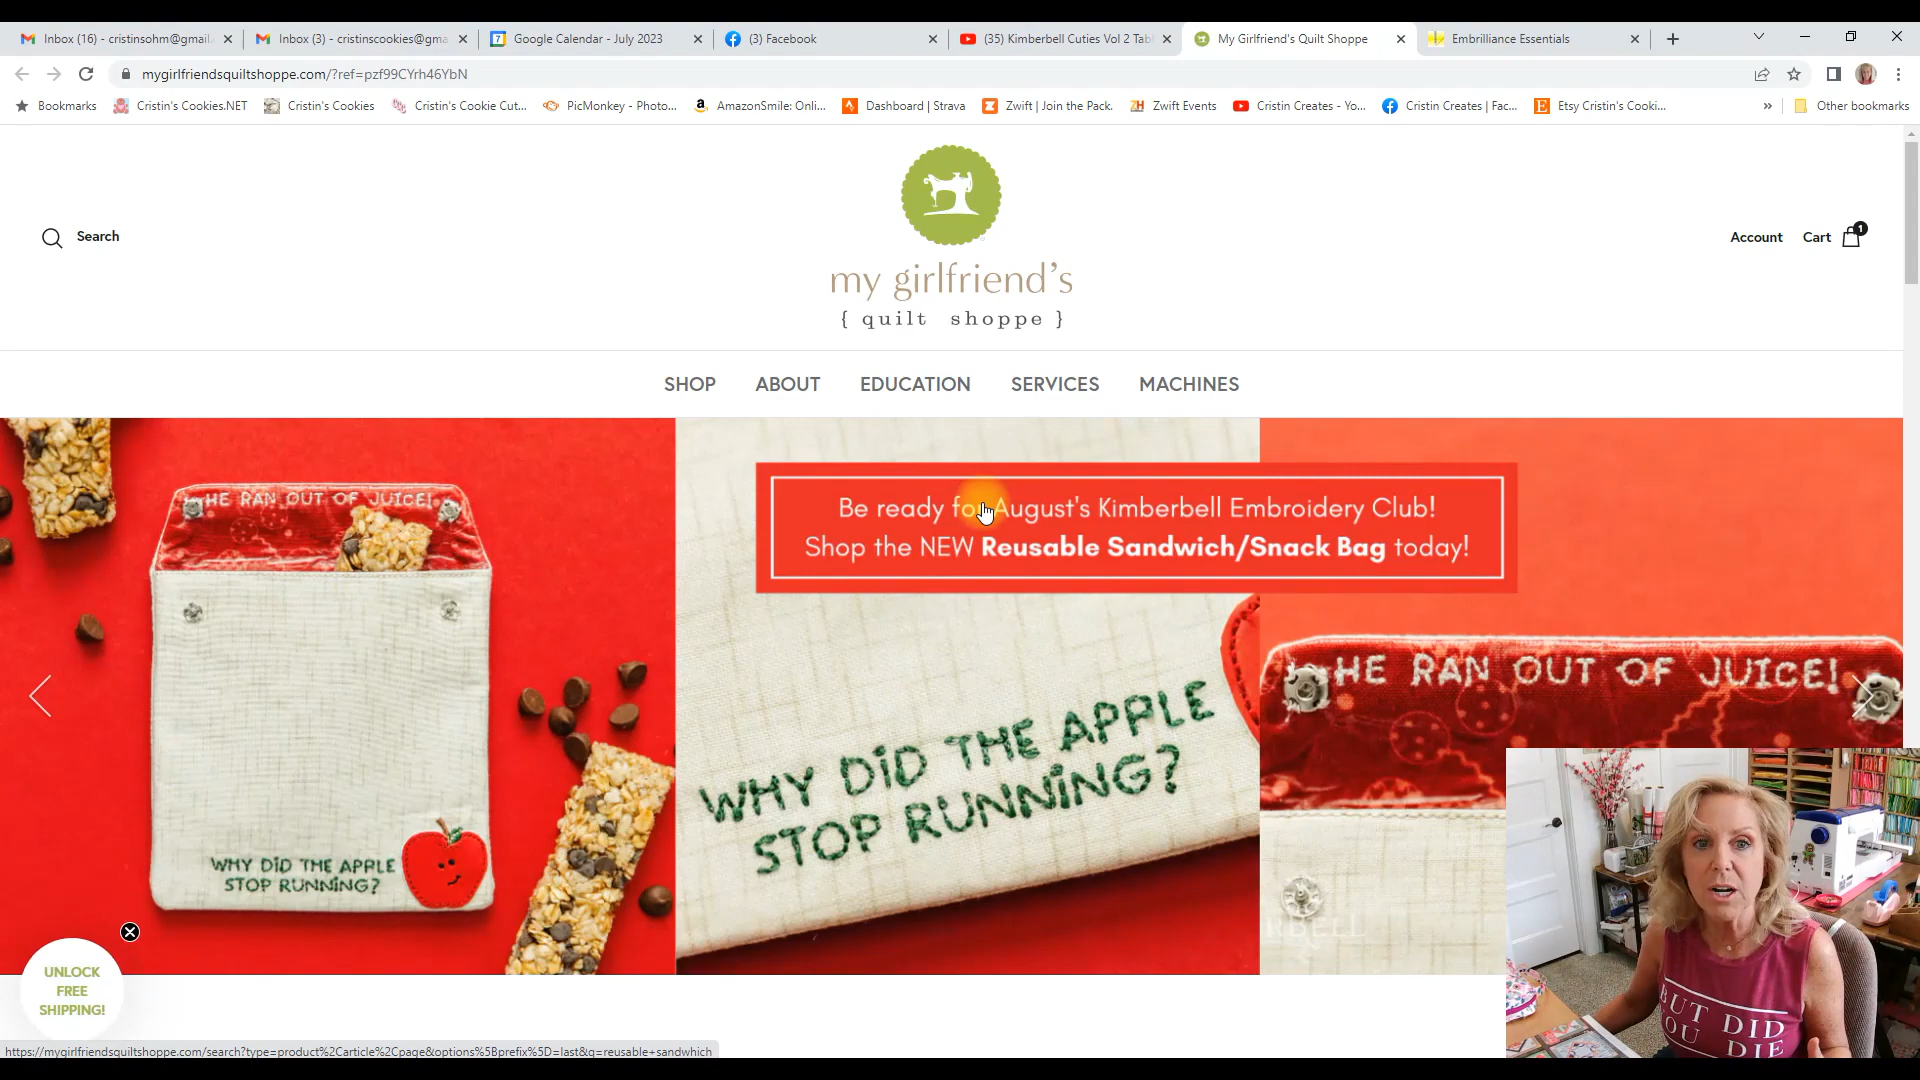 Inbox (16) - cristinsohm@gmail.
Inbox (3) - cristinscookies@gma
Google Calendar - July 2023
(3) Facebook
(35) Kimberbell Cuties Vol 2 Tab
My Girlfriend's Quilt Shoppe
Embrilliance Essentials
mygirlfriendsquiltshoppe.com/?ref=pzf99CYrh46YbN
Bookmarks
Cristin's Cookies.NET
Cristin's Cookies
Cristin's Cookie Cut...
PicMonkey - Photo...
AmazonSmile: Onli...
Dashboard | Strava
Zwift | Join the Pack.
Zwift Events
Cristin Creates - Yo...
Cristin Creates | Fac...
Etsy Cristin's Cooki...
Other bookmarks
Search
my girlfriend's
{ quilt shoppe }
Account
Cart
1
SHOP
ABOUT
EDUCATION
SERVICES
MACHINES
Be ready for August's Kimberbell Embroidery Club!
Shop the NEW Reusable Sandwich/Snack Bag today!
HE RAN OUT OF JUICE!
WHY DID THE APPLE
STOP RUNNING?
WHY DID THE APPLE
STOP RUNNING?
HE RAN OUT OF JUICE!
UNLOCK
FREE
SHIPPING!
BUT DID
YOU DIE
https://mygirlfriendsquiltshoppe.com/search?type=product%2Carticle%2Cpage&options%5Bprefix%5D=last&q=reusable+sandwhich